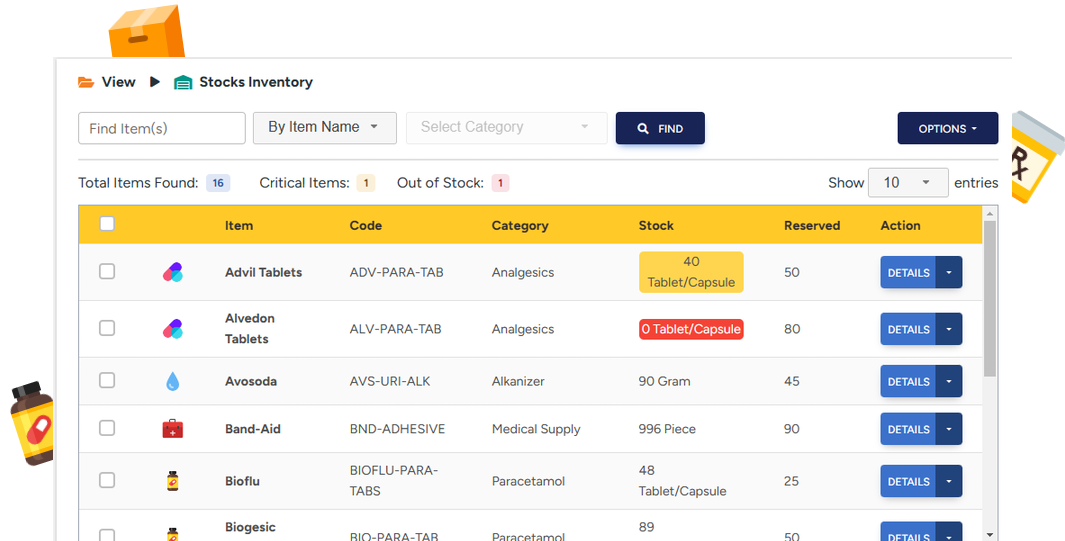 View Stocks Inventory
Find Item(s) By Item Name Select Category FIND OPTIONS
Total Items Found: 16 Critical Items: 1 Out of Stock: 1 Show 10 entries
Item Code Category Stock Reserved Action
Advil Tablets ADV-PARA-TAB Analgesics 40 Tablet/Capsule 50 DETAILS
Alvedon Tablets ALV-PARA-TAB Analgesics 0 Tablet/Capsule 80 DETAILS
Avosoda AVS-URI-ALK Alkanizer 90 Gram 45 DETAILS
Band-Aid BND-ADHESIVE Medical Supply 996 Piece 90 DETAILS
Bioflu BIOFLU-PARA-TABS Paracetamol 48 Tablet/Capsule 25 DETAILS
Biogesic BIO-PARA-TAB Paracetamol 89 50 DETAILS